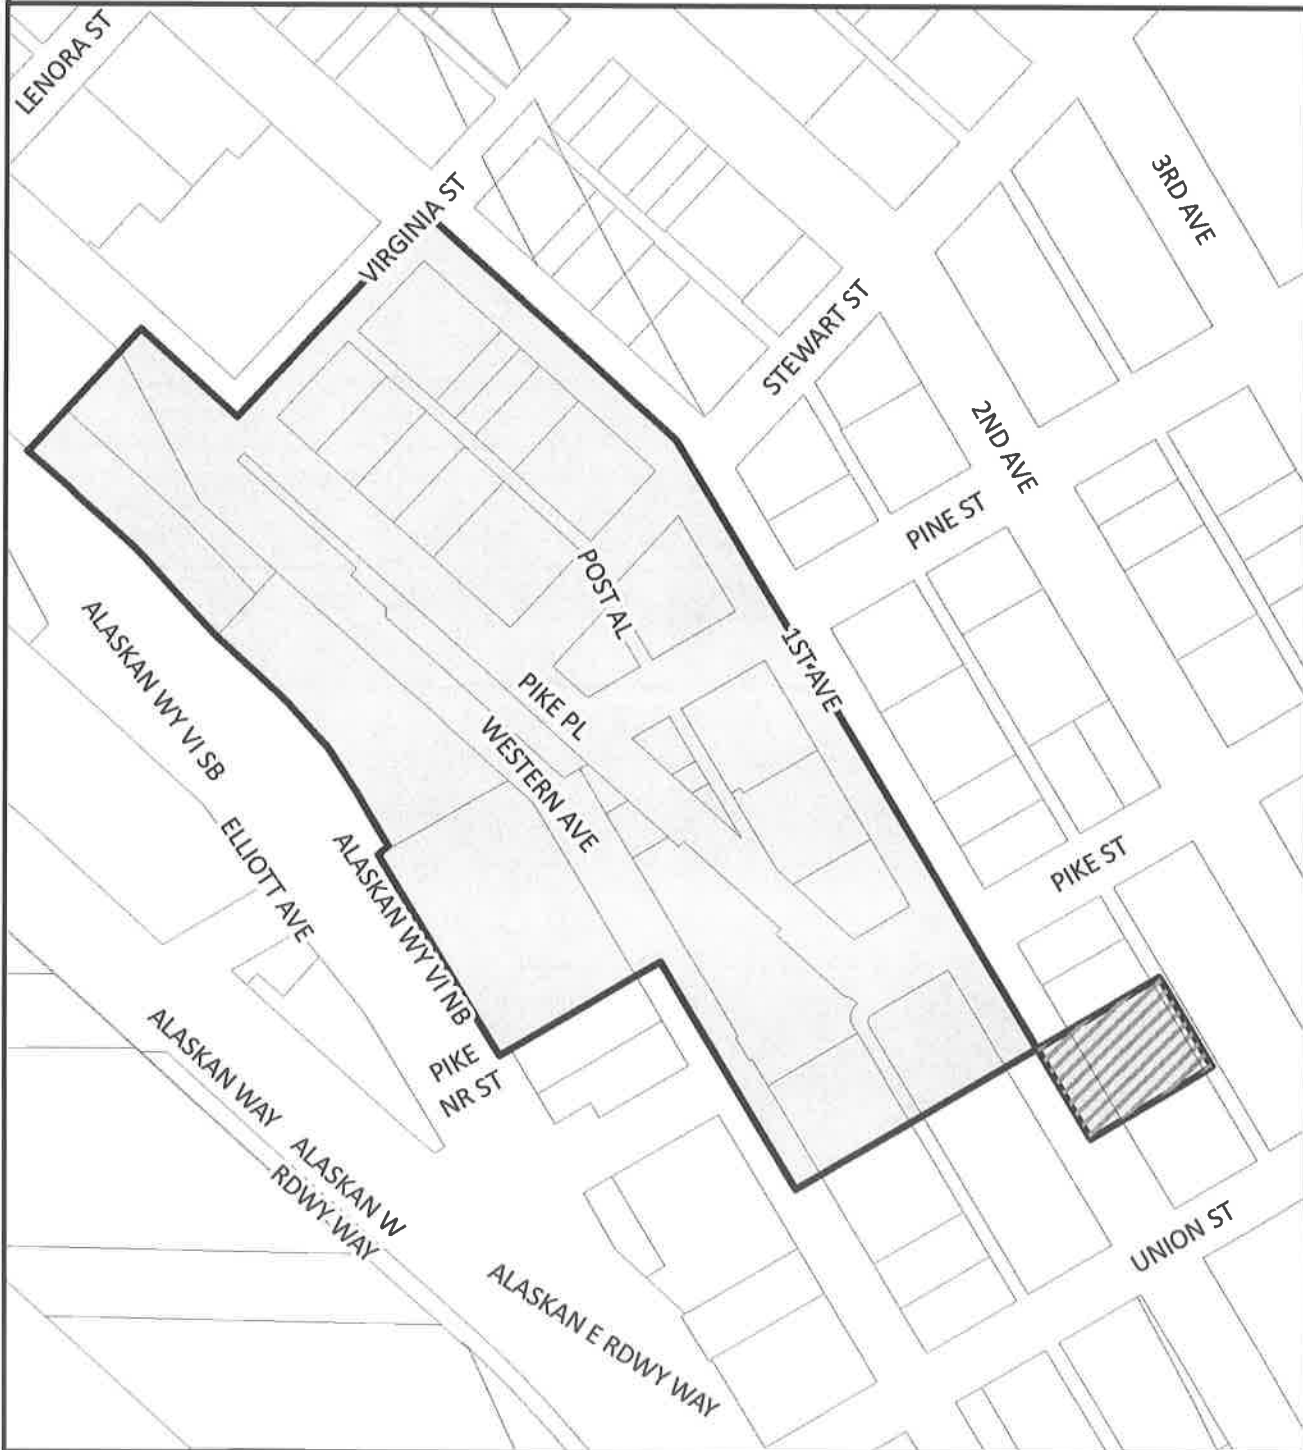 LENORA ST
VIRGINIA ST
3RD AVE
STEWART ST
2ND AVE
PINE ST
POST AL
1ST AVE
ALASKAN WY VI SB
PIKE PL
WESTERN AVE
ELLIOTT AVE
ALASKAN WY VI NB
PIKE ST
PIKE
NR ST
ALASKAN WAY
ALASKAN W
RDWY WAY
UNION ST
ALASKAN E RDWY WAY